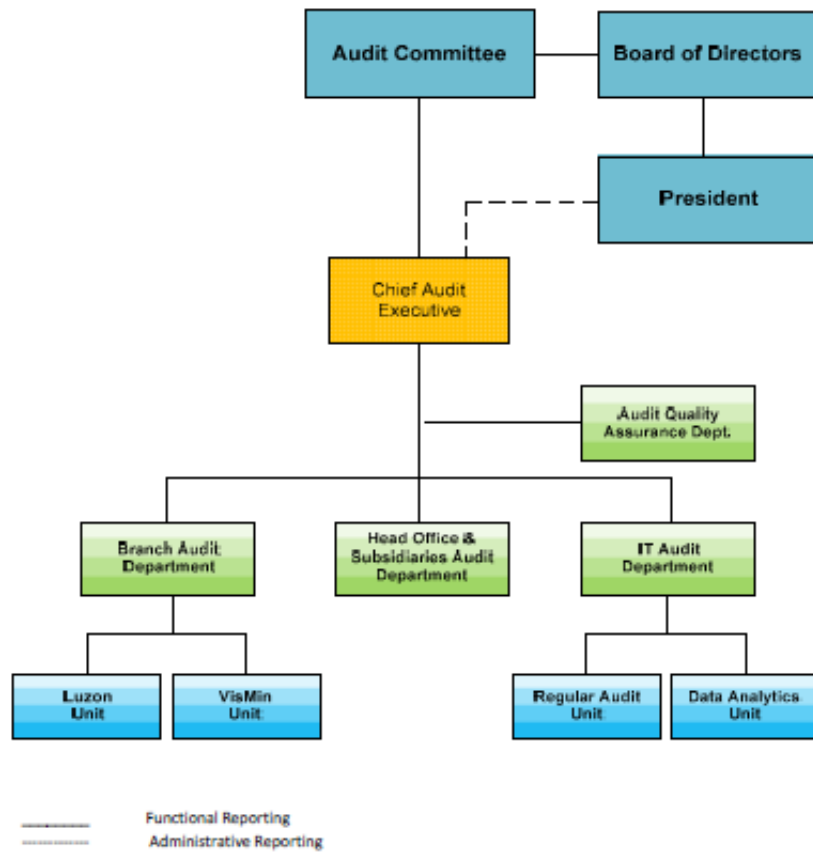 Audit Committee
Board of Directors
President
Chief Audit
Executive
Audit Quality
Assurance Dept.
Branch Audit
Department
Head Office &
Subsidiaries Audit
Department
IT Audit
Department
Luzon
Unit
VisMin
Unit
Regular Audit
Unit
Data Analytics
Unit
Functional Reporting
Administrative Reporting